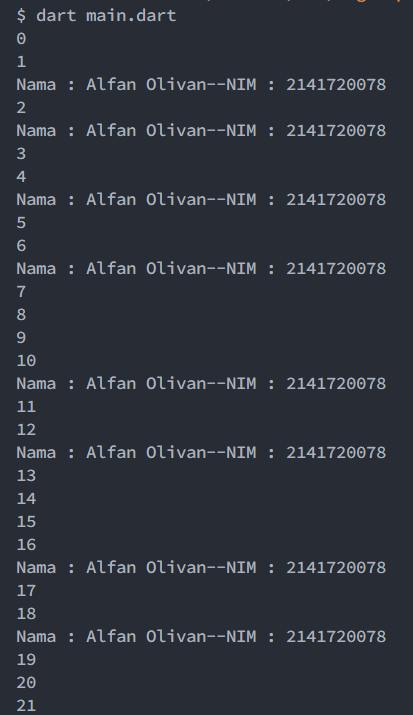 $ dart main.dart
0
1
Nama : Alfan Olivan--NIM : 2141720078
2
Nama : Alfan Olivan--NIM : 2141720078
3
4
Nama : Alfan Olivan--NIM : 2141720078
5
6
Nama : Alfan Olivan--NIM : 2141720078
7
8
9
10
Nama : Alfan Olivan--NIM : 2141720078
11
12
Nama : Alfan Olivan--NIM : 2141720078
13
14
15
16
Nama : Alfan Olivan--NIM : 2141720078
17
18
Nama : Alfan Olivan--NIM : 2141720078
19
20
21